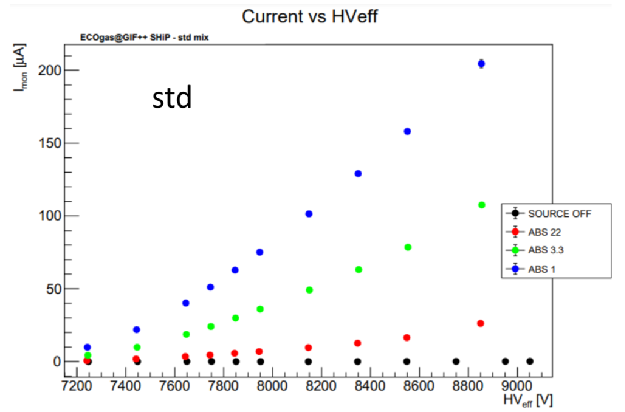 Current vs HVeff
ECOgas@GIF++ SHiP - std mix
I_mon [µA]
std
200
150
100
50
0
SOURCE OFF
ABS 22
ABS 3.3
ABS 1
7200 7400 7600 7800 8000 8200 8400 8600 8800 9000
HV_eff [V]